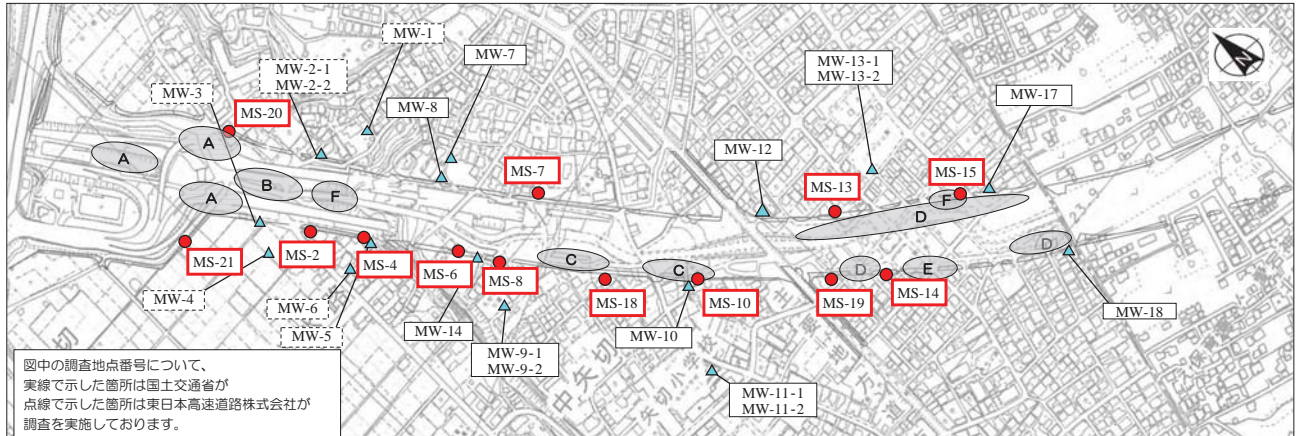 MW-1
MW-2-1
MW-2-2
MW-7
MW-3
MW-8
MS-20
MW-13-1
MW-13-2
MW-17
MW-12
N
A
A
A
B
F
MS-7
MS-13
MS-15
F
D
MS-21
MS-2
MS-4
MS-6
MS-8
C
C
D
E
D
MW-4
MW-6
MW-5
MW-14
MS-18
MS-10
MS-19
MS-14
MW-9-1
MW-9-2
MW-10
MW-18
MW-11-1
MW-11-2
中矢切
矢切小学校
図中の調査地点番号について、
実線で示した箇所は国土交通省が
点線で示した箇所は東日本高速道路株式会社が
調査を実施しております。